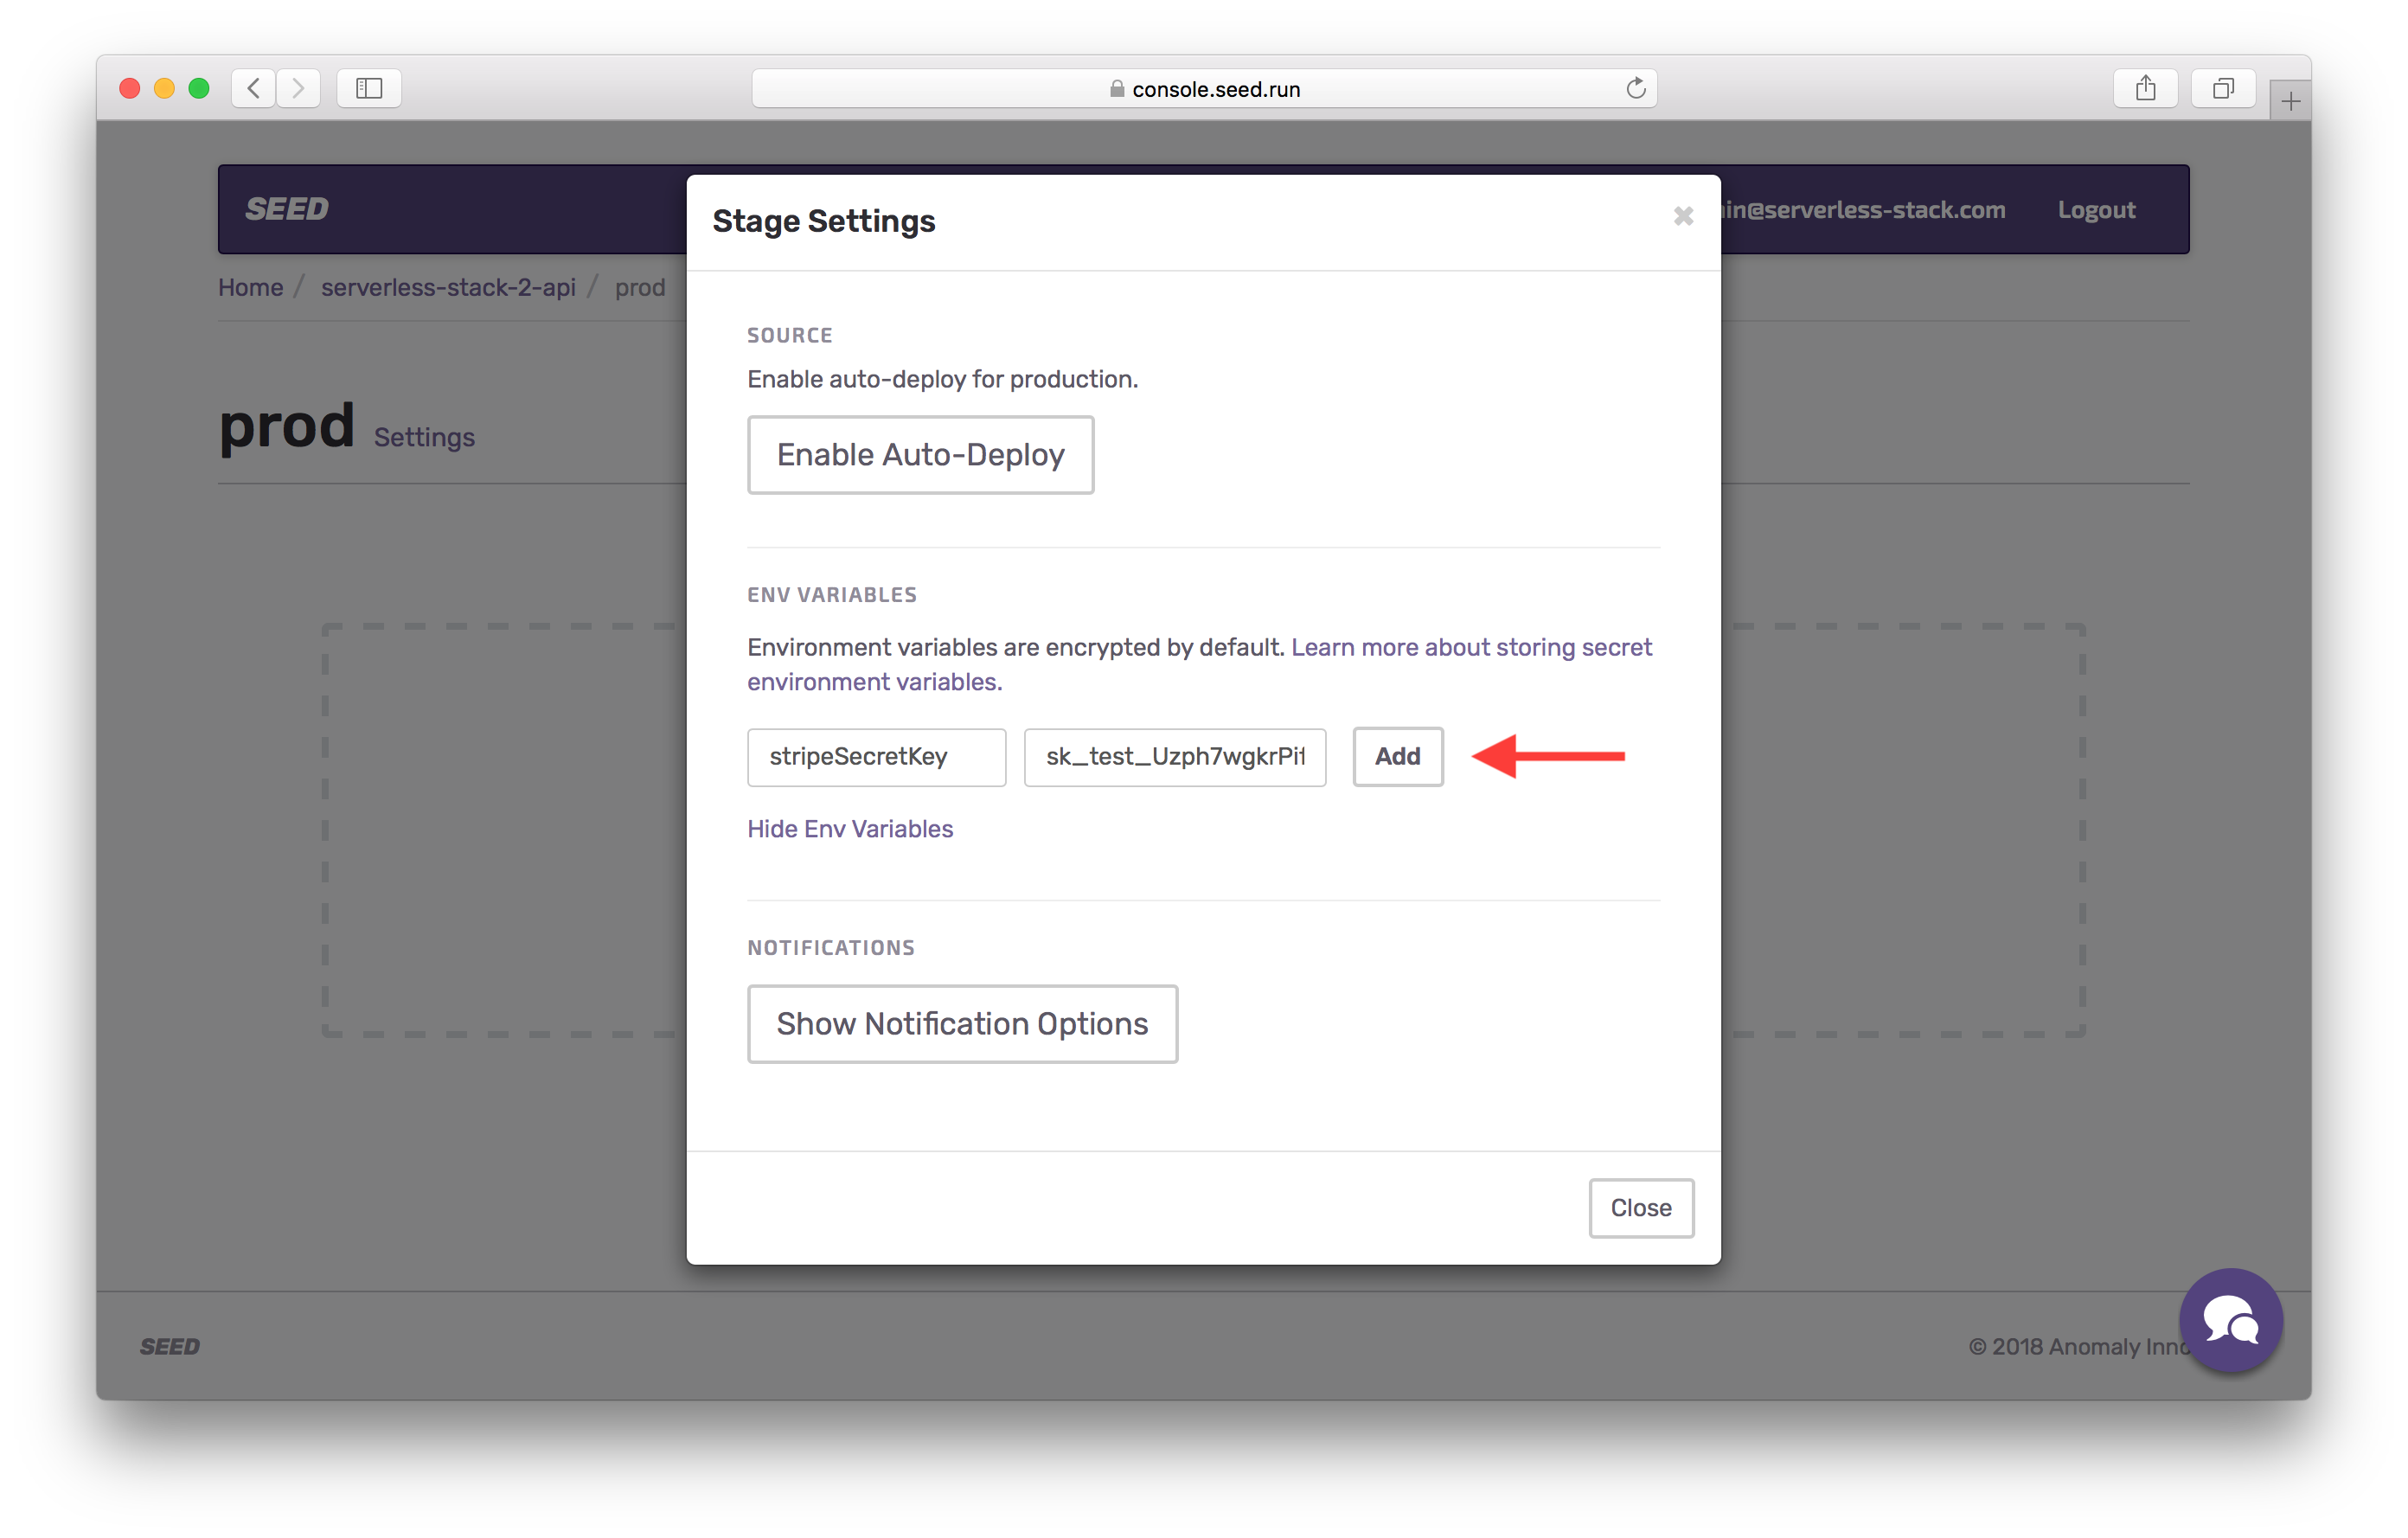 console.seed.run
SEED
Stage Settings
@serverless-stack.com
Logout
Home / serverless-stack-2-api / prod
SOURCE
Enable auto-deploy for production.
prod Settings
Enable Auto-Deploy
ENV VARIABLES
Environment variables are encrypted by default. Learn more about storing secret
environment variables.
stripeSecretKey
sk_test_Uzph7wgkrPi
Add
Hide Env Variables
NOTIFICATIONS
Show Notification Options
Close
SEED
© 2018 Anomaly